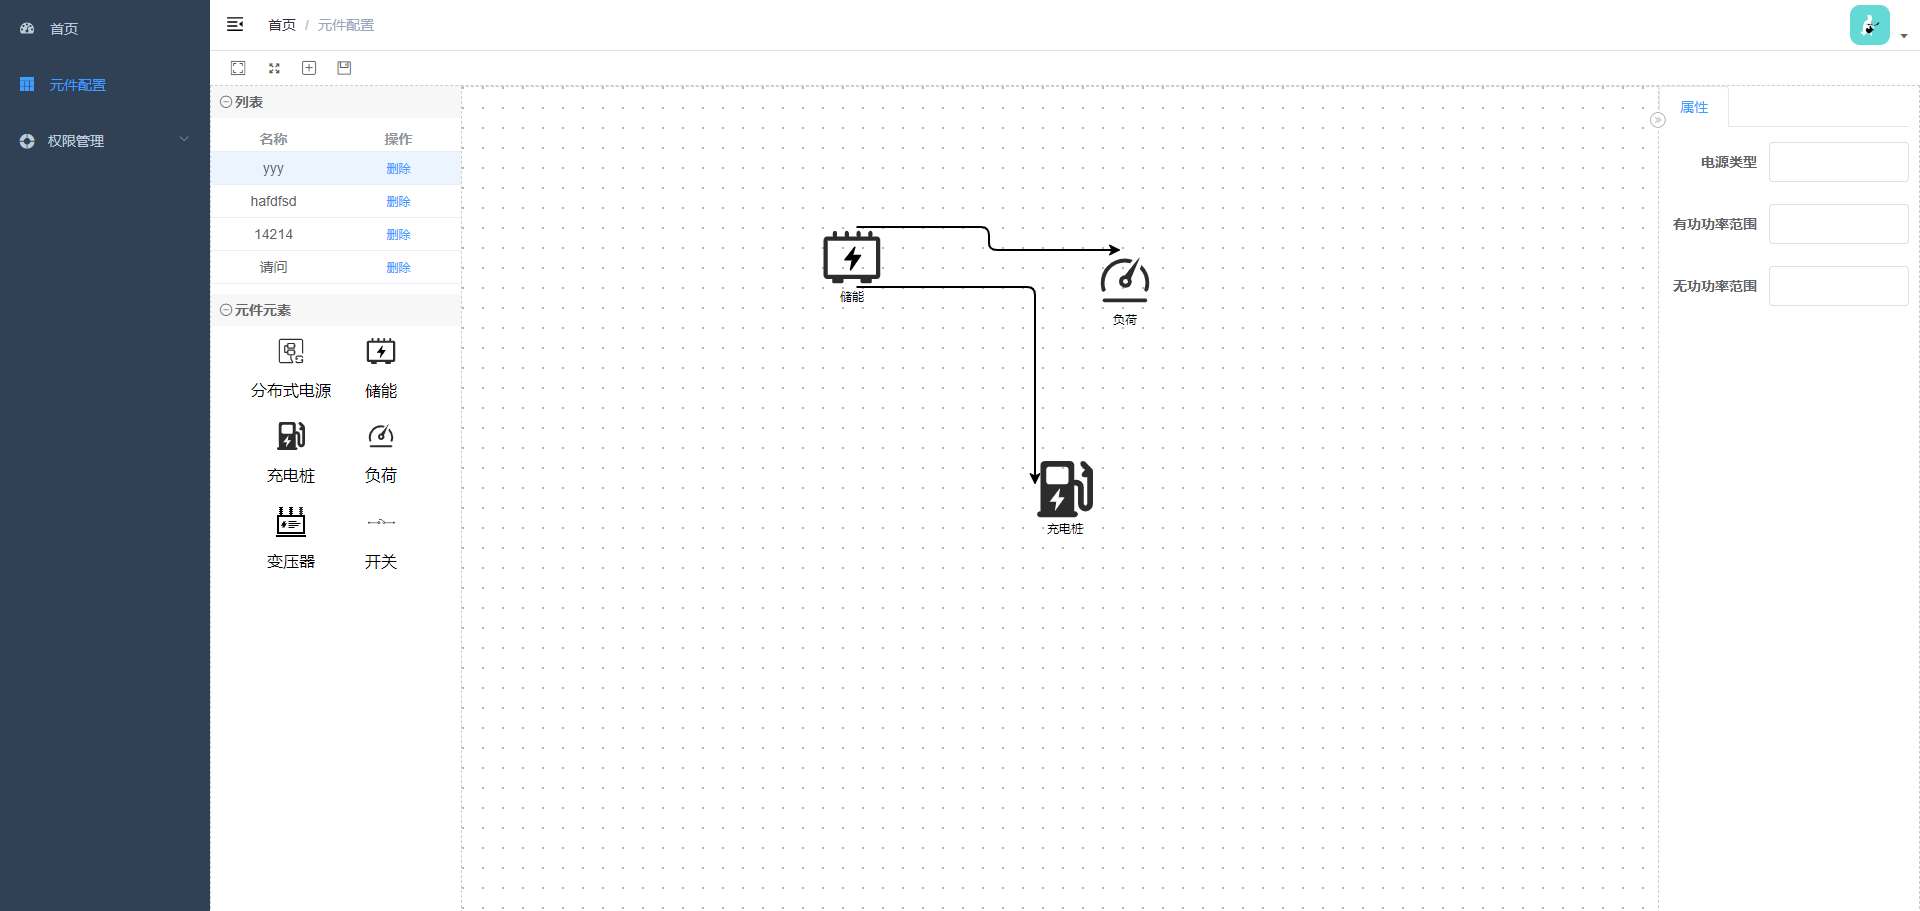 首页
元件配置
权限管理
首页 / 元件配置
列表
名称 操作
yyy 删除
hafdfsd 删除
14214 删除
请问 删除
元件元素
分布式电源 储能
充电桩 负荷
变压器 开关
储能
负荷
充电桩
属性
电源类型
有功功率范围
无功功率范围